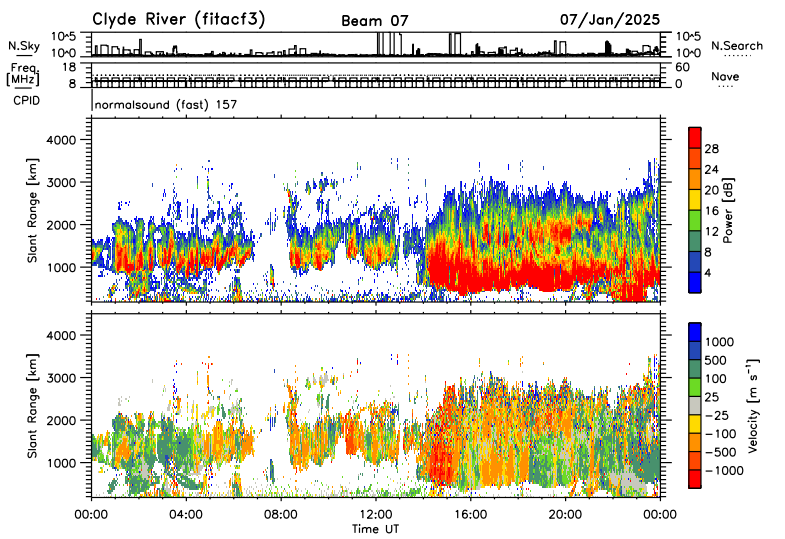 Clyde River (fitacf3) Beam 07 07/Jan/2025
N.Sky 10^5 10^0 10^5 10^0 N.Search
Freq. [MHz] 18 8 60 0 Nave
CPID normalsound (fast) 157
Slant Range [km]
4000
3000
2000
1000
Power [dB]
28
24
20
16
12
8
4
Slant Range [km]
4000
3000
2000
1000
Velocity [m s⁻¹]
1000
500
100
25
-25
-100
-500
-1000
00:00 04:00 08:00 12:00 16:00 20:00 00:00
Time UT